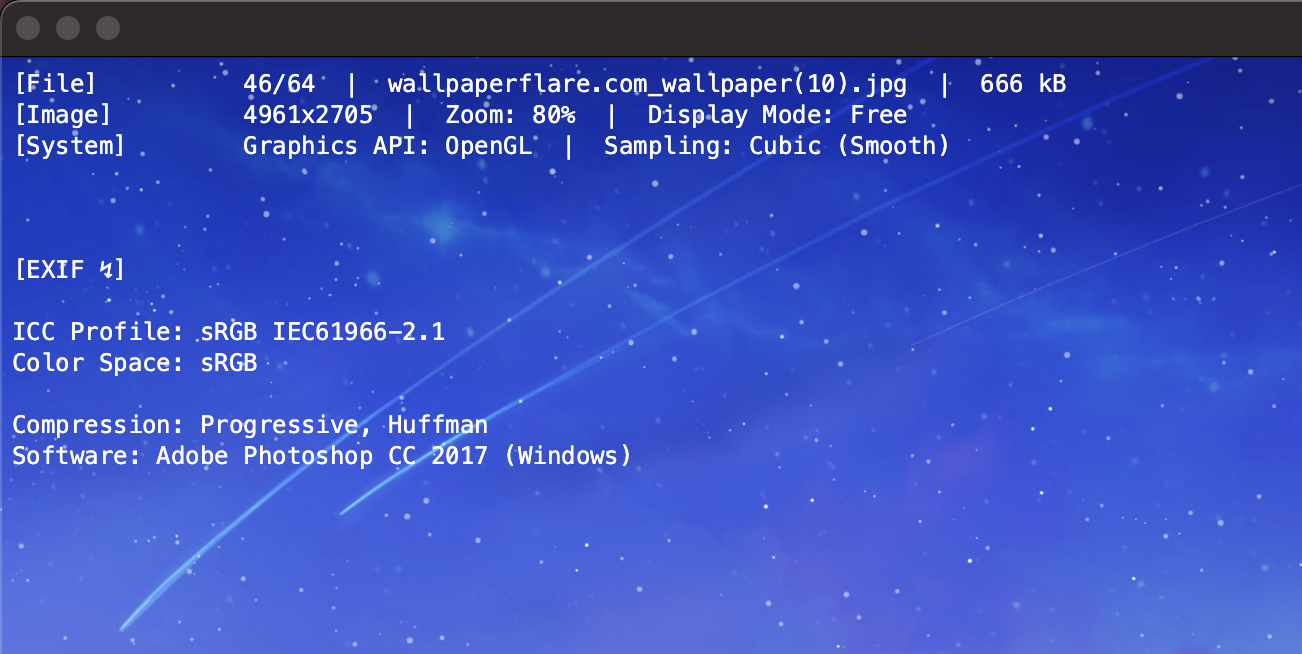 [File] 46/64 | wallpaperflare.com_wallpaper(10).jpg | 666 kB
[Image] 4961x2705 | Zoom: 80% | Display Mode: Free
[System] Graphics API: OpenGL | Sampling: Cubic (Smooth)
[EXIF ↯]
ICC Profile: sRGB IEC61966-2.1
Color Space: sRGB
Compression: Progressive, Huffman
Software: Adobe Photoshop CC 2017 (Windows)